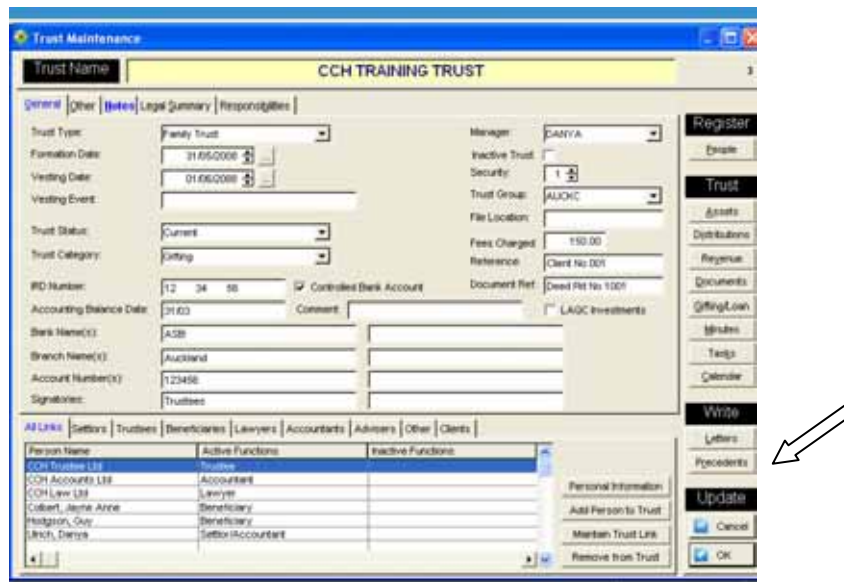 Trust Maintenance
Trust Name CCH TRAINING TRUST 3
General Other Notes Legal Summary Responsibilities
Trust Type: Family Trust Manager: DANYA
Formation Date: 31/05/2008 ... Inactive Trust
Vesting Date: 01/06/2088 ... Security: 1
Vesting Event: Trust Group: AUCKC
File Location:
Trust Status: Current Fees Charged 150.00
Trust Category: Gifting Reference: Client No 001
IRD Number: 12 34 56 Controlled Bank Account Document Ref: Deed Pkt No 1001
Accounting Balance Date: 31/03 Comment: LAQC Investments
Bank Name(s): ASB
Branch Name(s): Auckland
Account Number(s): 123456
Signatories: Trustees
All Links Settlors Trustees Beneficiaries Lawyers Accountants Advisers Other Clients
Person Name Active Functions Inactive Functions
CCH Trustee Ltd Trustee
CCH Accounts Ltd Accountant
CCH Law Ltd Lawyer
Colbert, Jayne Anne Beneficiary
Hodgson, Guy Beneficiary
Ulrich, Danya Settlor/Accountant
Personal Information
Add Person to Trust
Maintain Trust Link
Remove from Trust
Register
People
Trust
Assets
Distributions
Revenue
Documents
Gifting/Loan
Minutes
Tasks
Calendar
Write
Letters
Precedents
Update
Cancel
OK